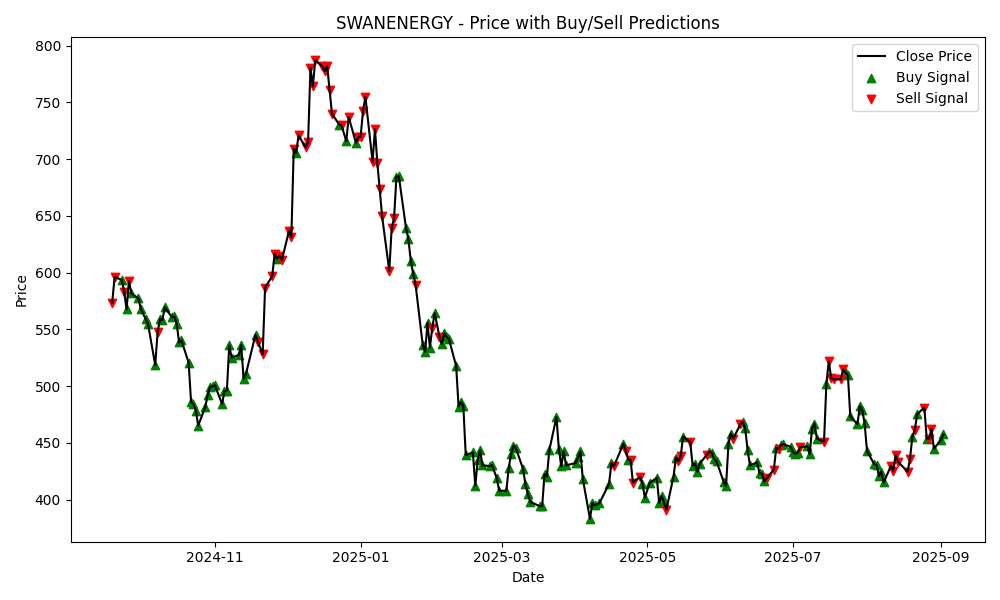 SWANENERGY - Price with Buy/Sell Predictions
Close Price
Buy Signal
Sell Signal
Price
800
750
700
650
600
550
500
450
400
2024-11
2025-01
2025-03
2025-05
2025-07
2025-09
Date